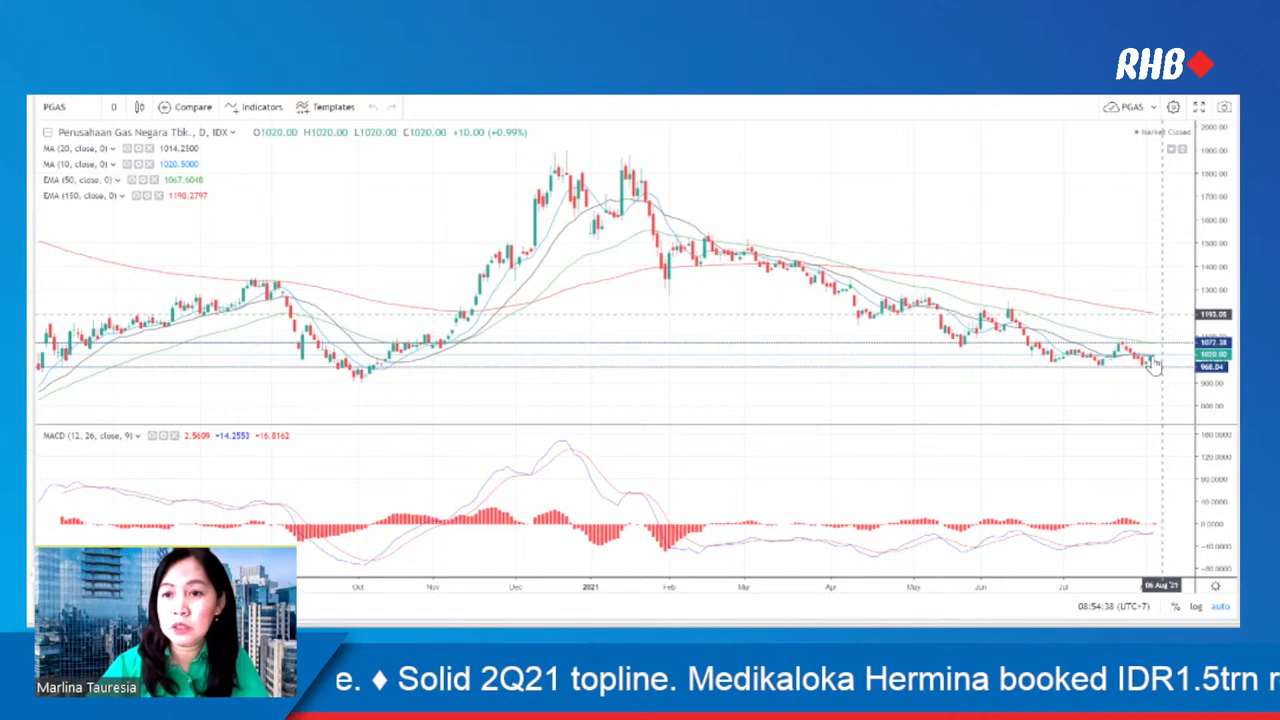 RHB
PGAS D Compare Indicators Templates PGAS
Perusahaan Gas Negara Tbk., D, IDX O1020.00 H1020.00 L1020.00 C1020.00 +10.00 (+0.99%)
Market Closed
MA (20, close, 0) 1014.2500
MA (10, close, 0) 1020.5000
EMA (50, close, 0) 1067.6048
EMA (150, close, 0) 1198.2797
2000.00
1900.00
1800.00
1700.00
1600.00
1500.00
1400.00
1300.00
1193.05
1072.38
1020.00
968.04
900.00
800.00
MACD (12, 26, close, 9) 2.5609 −14.2553 −16.8162
160.0000
120.0000
80.0000
40.0000
0.0000
−40.0000
−80.0000
Oct Nov Dec 2021 Feb Mar Apr May Jun Jul 06 Aug '21
08:54:38 (UTC+7) % log auto
Marlina Tauresia
e. ♦ Solid 2Q21 topline. Medikaloka Hermina booked IDR1.5trn